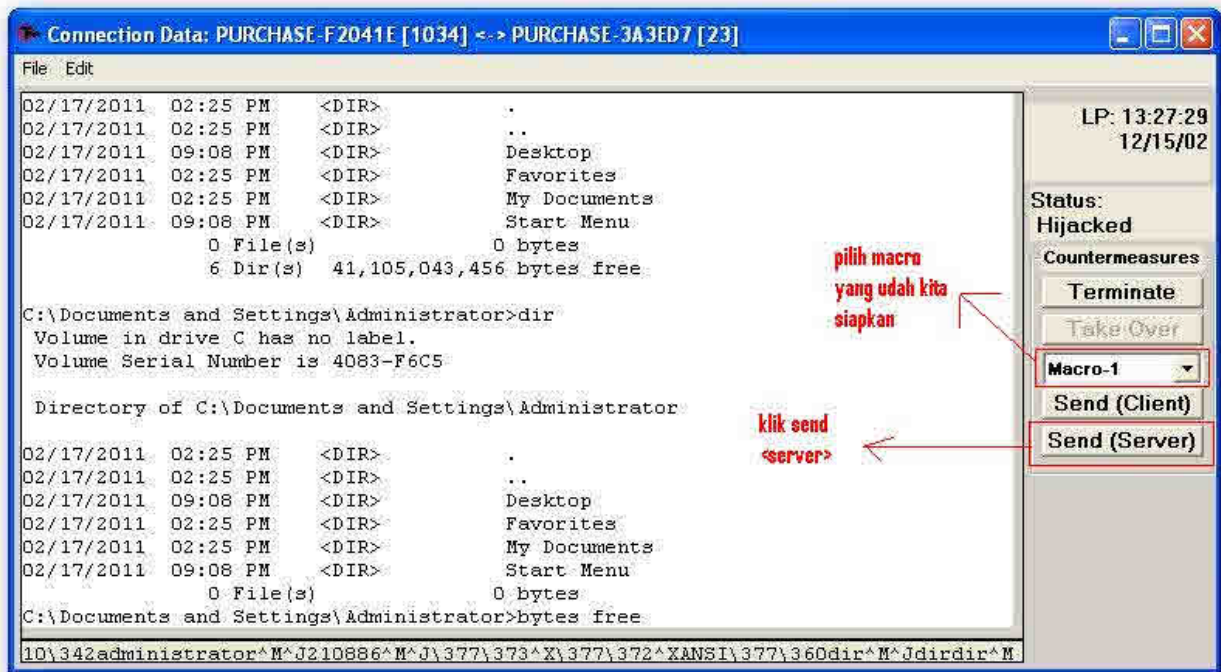 Connection Data: PURCHASE-F2041E [1034] <-> PURCHASE-3A3ED7 [23]
File Edit
02/17/2011 02:25 PM <DIR> .
02/17/2011 02:25 PM <DIR> ..
02/17/2011 09:08 PM <DIR> Desktop
02/17/2011 02:25 PM <DIR> Favorites
02/17/2011 02:25 PM <DIR> My Documents
02/17/2011 09:08 PM <DIR> Start Menu
0 File(s) 0 bytes
6 Dir(s) 41,105,043,456 bytes free
C:\Documents and Settings\Administrator>dir
Volume in drive C has no label.
Volume Serial Number is 4083-F6C5
Directory of C:\Documents and Settings\Administrator
02/17/2011 02:25 PM <DIR> .
02/17/2011 02:25 PM <DIR> ..
02/17/2011 09:08 PM <DIR> Desktop
02/17/2011 02:25 PM <DIR> Favorites
02/17/2011 02:25 PM <DIR> My Documents
02/17/2011 09:08 PM <DIR> Start Menu
0 File(s) 0 bytes
C:\Documents and Settings\Administrator>bytes free
10\342administrator^M^J210886^M^J\377\373^X\377\372^XANSI\377\360dir^M^Jdirdir^M
pilih macro
yang udah kita
siapkan
klik send
<server>
LP: 13:27:29
12/15/02
Status:
Hijacked
Countermeasures
Terminate
Take Over
Macro-1
Send (Client)
Send (Server)